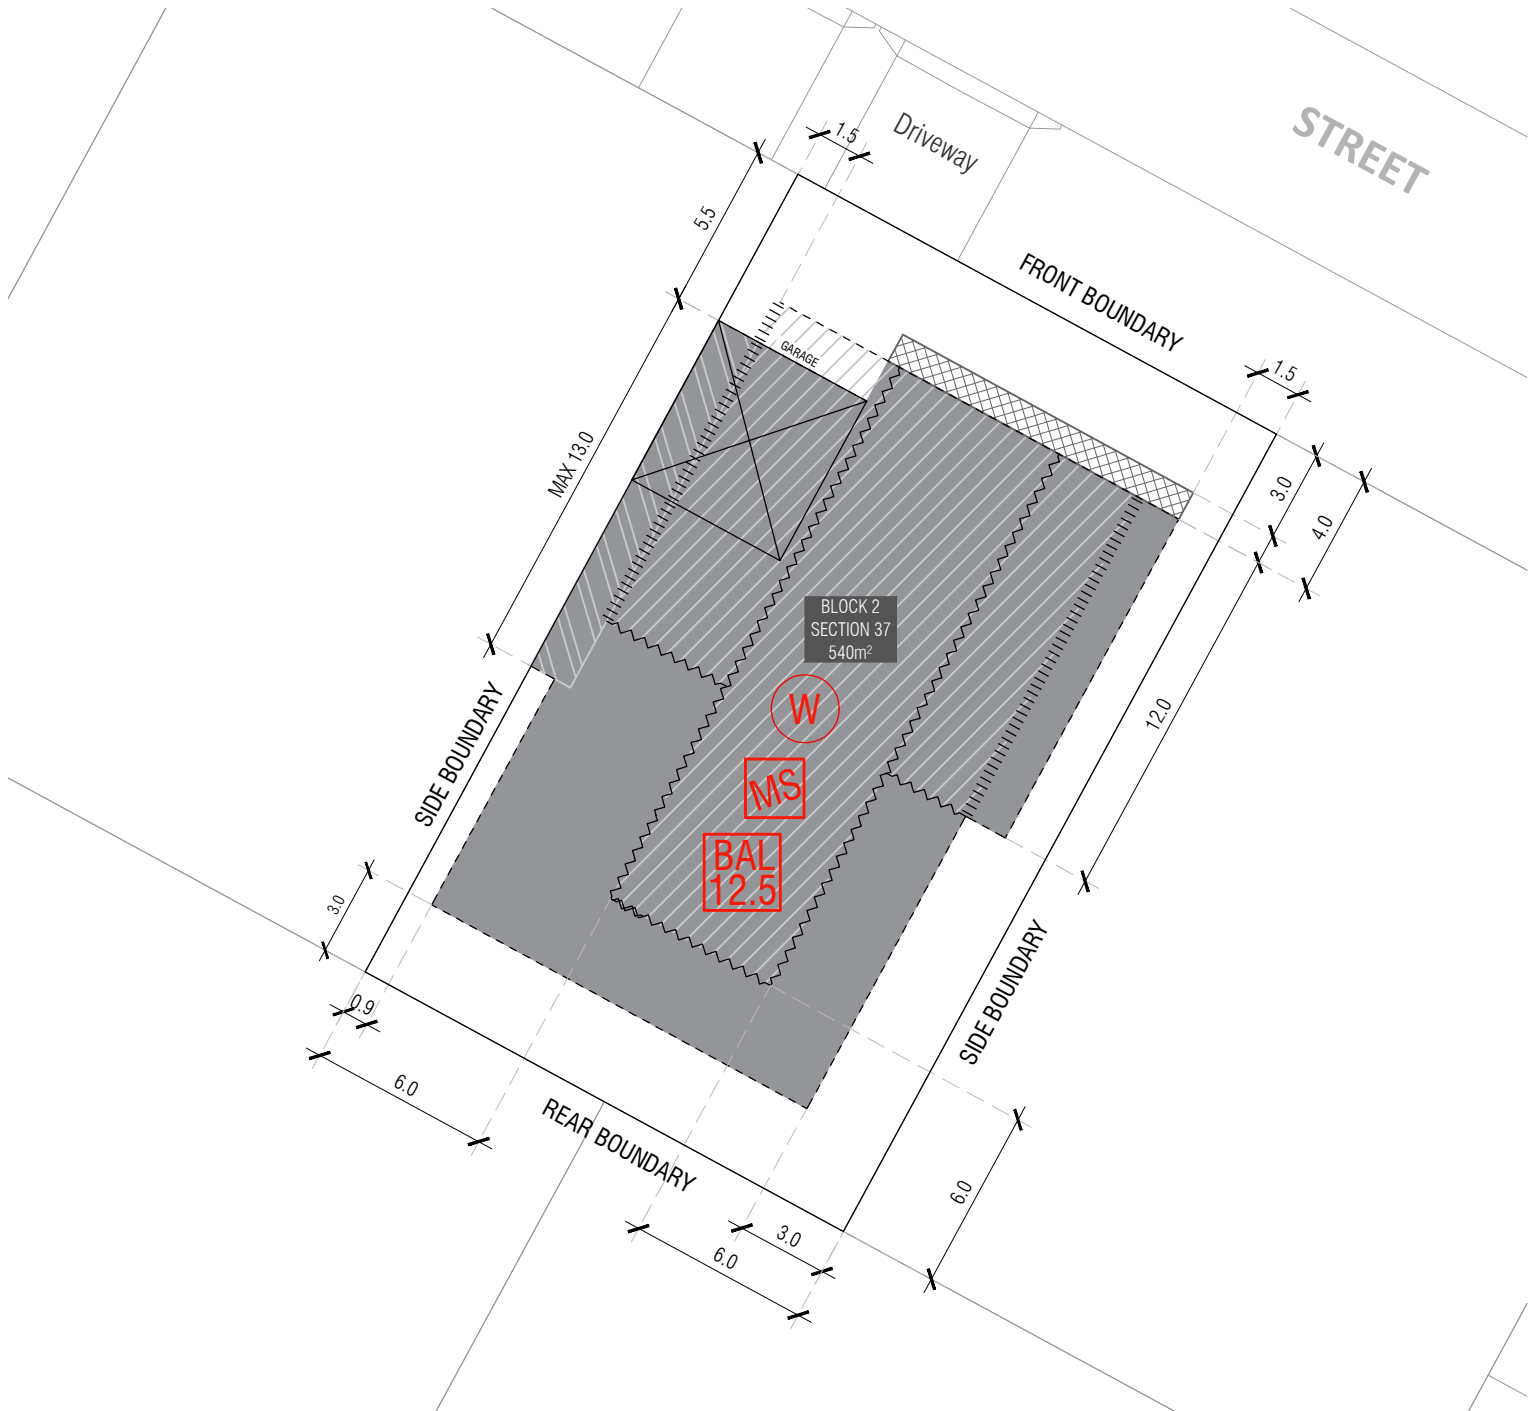 STREET
Driveway
1.5
5.5
FRONT BOUNDARY
GARAGE
1.5
MAX 13.0
3.0
4.0
BLOCK 2
SECTION 37
540m²
W
12.0
SIDE BOUNDARY
MS
BAL
12.5
3.0
SIDE BOUNDARY
0.9
6.0
REAR BOUNDARY
6.0
3.0
6.0